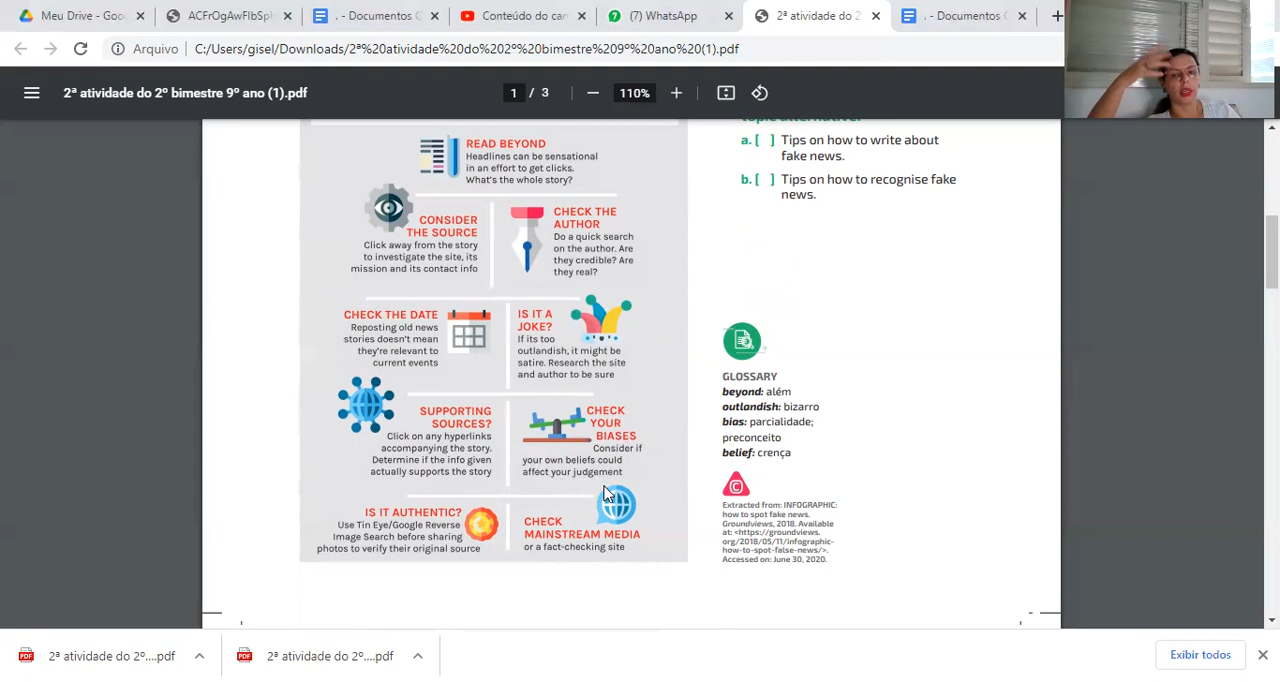 Meu Drive - Goo
ACFrOgAwFIbSpl
. - Documentos G
Conteúdo do can
(7) WhatsApp
2ª atividade do 2
. - Documentos G
Arquivo
C:/Users/gisel/Downloads/2ª%20atividade%20do%202º%20bimestre%209º%20ano%20(1).pdf
2ª atividade do 2º bimestre 9º ano (1).pdf
1 / 3
110%
topic alternative.
a. [ ] Tips on how to write about
fake news.
b. [ ] Tips on how to recognise fake
news.
READ BEYOND
Headlines can be sensational
in an effort to get clicks.
What's the whole story?
CONSIDER
THE SOURCE
Click away from the story
to investigate the site, its
mission and its contact info
CHECK THE
AUTHOR
Do a quick search
on the author. Are
they credible? Are
they real?
CHECK THE DATE
Reposting old news
stories doesn't mean
they're relevant to
current events
IS IT A
JOKE?
If its too
outlandish, it might be
satire. Research the site
and author to be sure
SUPPORTING
SOURCES?
Click on any hyperlinks
accompanying the story.
Determine if the info given
actually supports the story
CHECK
YOUR
BIASES
Consider if
your own beliefs could
affect your judgement
IS IT AUTHENTIC?
Use Tin Eye/Google Reverse
Image Search before sharing
photos to verify their original source
CHECK
MAINSTREAM MEDIA
or a fact-checking site
GLOSSARY
beyond: além
outlandish: bizarro
bias: parcialidade;
preconceito
belief: crença
Extracted from: INFOGRAPHIC:
how to spot fake news.
Groundviews, 2018. Available
at: <https://groundviews.
org/2018/05/11/infographic-
how-to-spot-false-news/>.
Accessed on: June 30, 2020.
2ª atividade do 2º....pdf
2ª atividade do 2º....pdf
Exibir todos